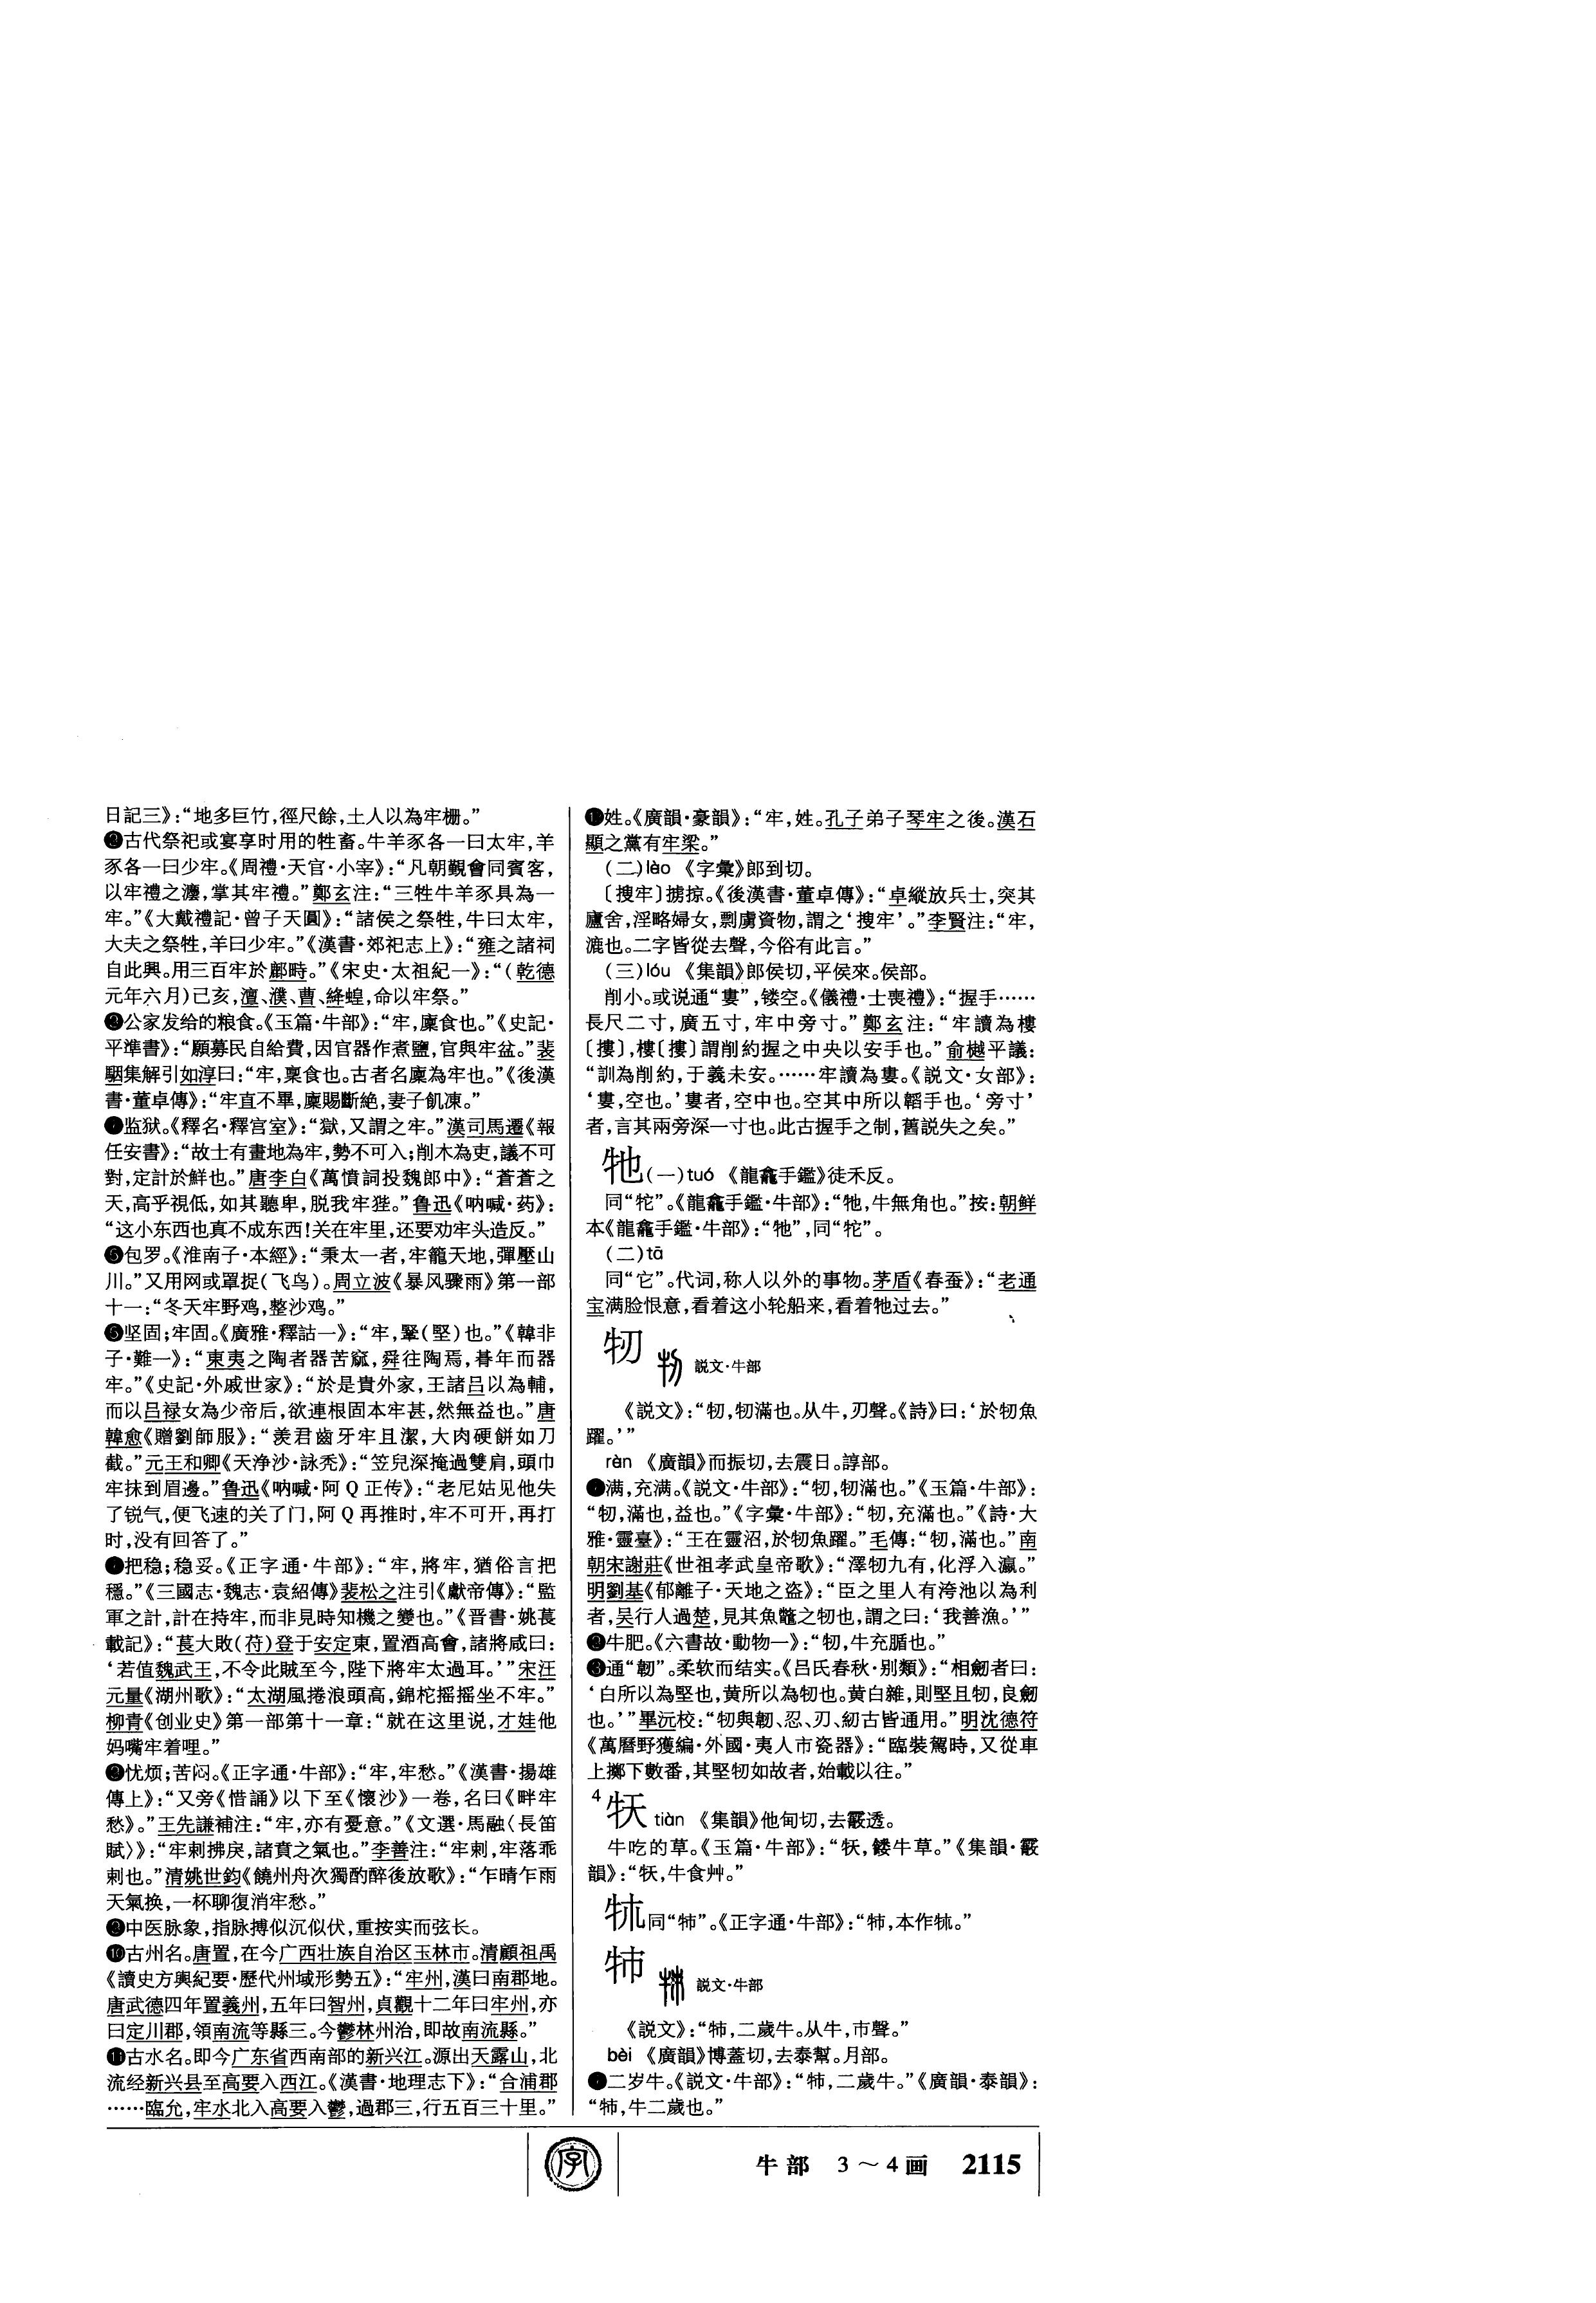 日記三》：“地多巨竹，徑尺餘，土人以為牢栅。”
❷古代祭祀或宴享时用的牲畜。牛羊豕各一曰太牢，羊
豕各一曰少牢。《周禮·天官·小宰》：“凡朝覲會同賓客，
以牢禮之灋，掌其牢禮。”鄭玄注：“三牲牛羊豕具為一
牢。”《大戴禮記·曾子天圓》：“諸侯之祭牲，牛曰太牢，
大夫之祭牲，羊曰少牢。”《漢書·郊祀志上》：“雍之諸祠
自此興。用三百牢於鄜畤。”《宋史·太祖紀一》：“（乾德
元年六月）己亥，澶、濮、曹、絳蝗，命以牢祭。”
❸公家发给的粮食。《玉篇·牛部》：“牢，廩食也。”《史記·
平準書》：“願募民自給費，因官器作煮鹽，官與牢盆。”裴
駰集解引如淳曰：“牢，稟食也。古者名廩為牢也。”《後漢
書·董卓傳》：“牢直不畢，廩賜斷絶，妻子飢凍。”
监狱。《釋名·釋宫室》：“獄，又謂之牢。”漢司馬遷《報
任安書》：“故士有畫地為牢，勢不可入；削木為吏，議不可
對，定計於鮮也。”唐李白《萬憤詞投魏郎中》：“蒼蒼之
天，高乎視低，如其聽卑，脱我牢狴。”鲁迅《呐喊·药》：
“这小东西也真不成东西！关在牢里，还要劝牢头造反。”
❺包罗。《淮南子·本經》：“秉太一者，牢籠天地，彈壓山
川。”又用网或罩捉（飞鸟）。周立波《暴风骤雨》第一部
十一：“冬天牢野鸡，整沙鸡。”
坚固；牢固。《廣雅·釋詁一》：“牢，掔（堅）也。”《韓非
子·難一》：“東夷之陶者器苦窳，舜往陶焉，朞年而器
牢。”《史記·外戚世家》：“於是貴外家，王諸吕以為輔，
而以吕禄女為少帝后，欲連根固本牢甚，然無益也。”唐
韓愈《贈劉師服》：“羡君齒牙牢且潔，大肉硬餅如刀
截。”元王和卿《天净沙·詠秃》：“笠兒深掩過雙肩，頭巾
牢抹到眉邊。”鲁迅《呐喊·阿Q正传》：“老尼姑见他失
了锐气，便飞速的关了门，阿Q再推时，牢不可开，再打
时，没有回答了。”
把稳；稳妥。《正字通·牛部》：“牢，將牢，猶俗言把
穩。”《三國志·魏志·袁紹傳》裴松之注引《獻帝傳》：“監
軍之計，計在持牢，而非見時知機之變也。”《晋書·姚萇
載記》：“萇大敗（苻）登于安定東，置酒高會，諸將咸曰：
‘若值魏武王，不令此賊至今，陛下將牢太過耳。’”宋汪
元量《湖州歌》：“太湖風捲浪頭高，錦柁摇摇坐不牢。”
柳青《创业史》第一部第十一章：“就在这里说，才娃他
妈嘴牢着哩。”
忧烦；苦闷。《正字通·牛部》：“牢，牢愁。”《漢書·揚雄
傳上》：“又旁《惜誦》以下至《懷沙》一卷，名曰《畔牢
愁》。”王先謙補注：“牢，亦有憂意。”《文選·馬融〈長笛
賦〉》：“牢剌拂戾，諸賁之氣也。”李善注：“牢剌，牢落乖
剌也。”清姚世鈞《饒州舟次獨酌醉後放歌》：“乍晴乍雨
天氣换，一杯聊復消牢愁。”
中医脉象，指脉搏似沉似伏，重按实而弦长。
❿古州名。唐置，在今广西壮族自治区玉林市。清顧祖禹
《讀史方輿紀要·歷代州域形勢五》：“牢州，漢曰南郡地。
唐武德四年置義州，五年曰智州，貞觀十二年曰牢州，亦
曰定川郡，領南流等縣三。今鬱林州治，即故南流縣。”
⓫古水名。即今广东省西南部的新兴江。源出天露山，北
流经新兴县至高要入西江。《漢書·地理志下》：“合浦郡
……臨允，牢水北入高要入鬱，過郡三，行五百三十里。”
姓。《廣韻·豪韻》：“牢，姓。孔子弟子琴牢之後。漢石
顯之黨有牢梁。”
（二）lào 《字彙》郎到切。
〔搜牢〕掳掠。《後漢書·董卓傳》：“卓縱放兵士，突其
廬舍，淫略婦女，剽虜資物，謂之‘搜牢’。”李賢注：“牢，
漉也。二字皆從去聲，今俗有此言。”
（三）lóu 《集韻》郎侯切，平侯來。侯部。
削小。或说通“婁”，镂空。《儀禮·士喪禮》：“握手……
長尺二寸，廣五寸，牢中旁寸。”鄭玄注：“牢讀為樓
〔摟〕，樓〔摟〕謂削約握之中央以安手也。”俞樾平議：
“訓為削約，于義未安。……牢讀為婁。《説文·女部》：
‘婁，空也。’婁者，空中也。空其中所以韜手也。‘旁寸’
者，言其兩旁深一寸也。此古握手之制，舊説失之矣。”
牠（一）tuó 《龍龕手鑑》徒禾反。
同“牤”。《龍龕手鑑·牛部》：“牠，牛無角也。”按：朝鲜
本《龍龕手鑑·牛部》：“牠”，同“㸰”。
（二）tā
同“它”。代词，称人以外的事物。茅盾《春蚕》：“老通
宝满脸恨意，看着这小轮船来，看着牠过去。”
牣 説文·牛部
《説文》：“牣，牣滿也。从牛，刃聲。《詩》曰：‘於牣魚
躍。’”
rèn 《廣韻》而振切，去震日。諄部。
满，充满。《説文·牛部》：“牣，牣滿也。”《玉篇·牛部》：
“牣，滿也，益也。”《字彙·牛部》：“牣，充滿也。”《詩·大
雅·靈臺》：“王在靈沼，於牣魚躍。”毛傳：“牣，滿也。”南
朝宋謝莊《世祖孝武皇帝歌》：“澤牣九有，化浮入瀛。”
明劉基《郁離子·天地之盗》：“臣之里人有洿池以為利
者，吴行人過楚，見其魚鼈之牣也，謂之曰：‘我善漁。’”
❷牛肥。《六書故·動物一》：“牣，牛充腯也。”
❸通“韌”。柔软而结实。《吕氏春秋·别類》：“相劒者曰：
‘白所以為堅也，黄所以為牣也。黄白雜，則堅且牣，良劒
也。’”畢沅校：“牣與韌、忍、刃、紉古皆通用。”明沈德符
《萬曆野獲編·外國·夷人市瓷器》：“臨裝駕時，又從車
上擲下數番，其堅牣如故者，始載以往。”
4 㸃 tiàn 《集韻》他甸切，去霰透。
牛吃的草。《玉篇·牛部》：“，餧牛草。”《集韻·霰
韻》：“，牛食艸。”
同“㸬”。《正字通·牛部》：“㸬，本作。”
㸬 説文·牛部
《説文》：“㸬，二歲牛。从牛，市聲。”
bèi 《廣韻》博蓋切，去泰幫。月部。
二岁牛。《説文·牛部》：“㸬，二歲牛。”《廣韻·泰韻》：
“㸬，牛二歲也。”
字
牛部 3～4画 2115